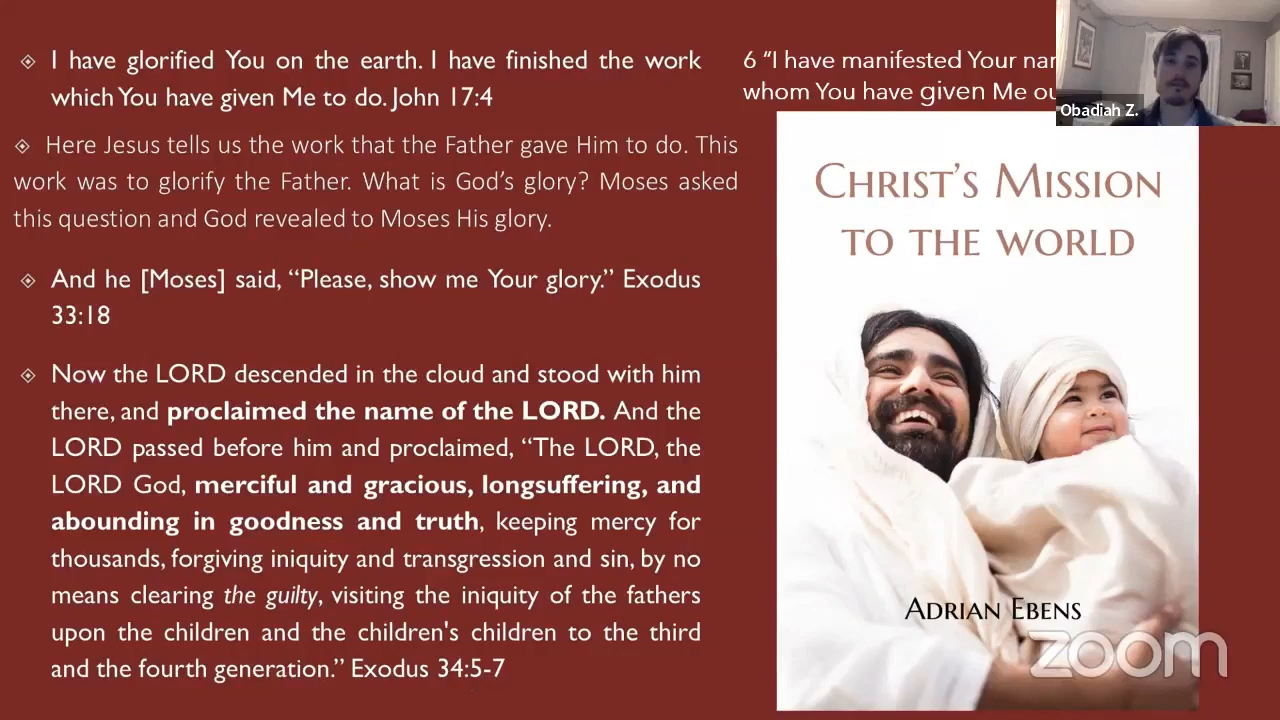 I have glorified You on the earth. I have finished the work
which You have given Me to do. John 17:4
Here Jesus tells us the work that the Father gave Him to do. This
work was to glorify the Father. What is God’s glory? Moses asked
this question and God revealed to Moses His glory.
And he [Moses] said, “Please, show me Your glory.” Exodus
33:18
Now the LORD descended in the cloud and stood with him
there, and proclaimed the name of the LORD. And the
LORD passed before him and proclaimed, “The LORD, the
LORD God, merciful and gracious, longsuffering, and
abounding in goodness and truth, keeping mercy for
thousands, forgiving iniquity and transgression and sin, by no
means clearing the guilty, visiting the iniquity of the fathers
upon the children and the children's children to the third
and the fourth generation.” Exodus 34:5-7
6 “I have manifested Your
whom You have given Me
Obadiah Z.
CHRIST’S MISSION
TO THE WORLD
ADRIAN EBENS
zoom